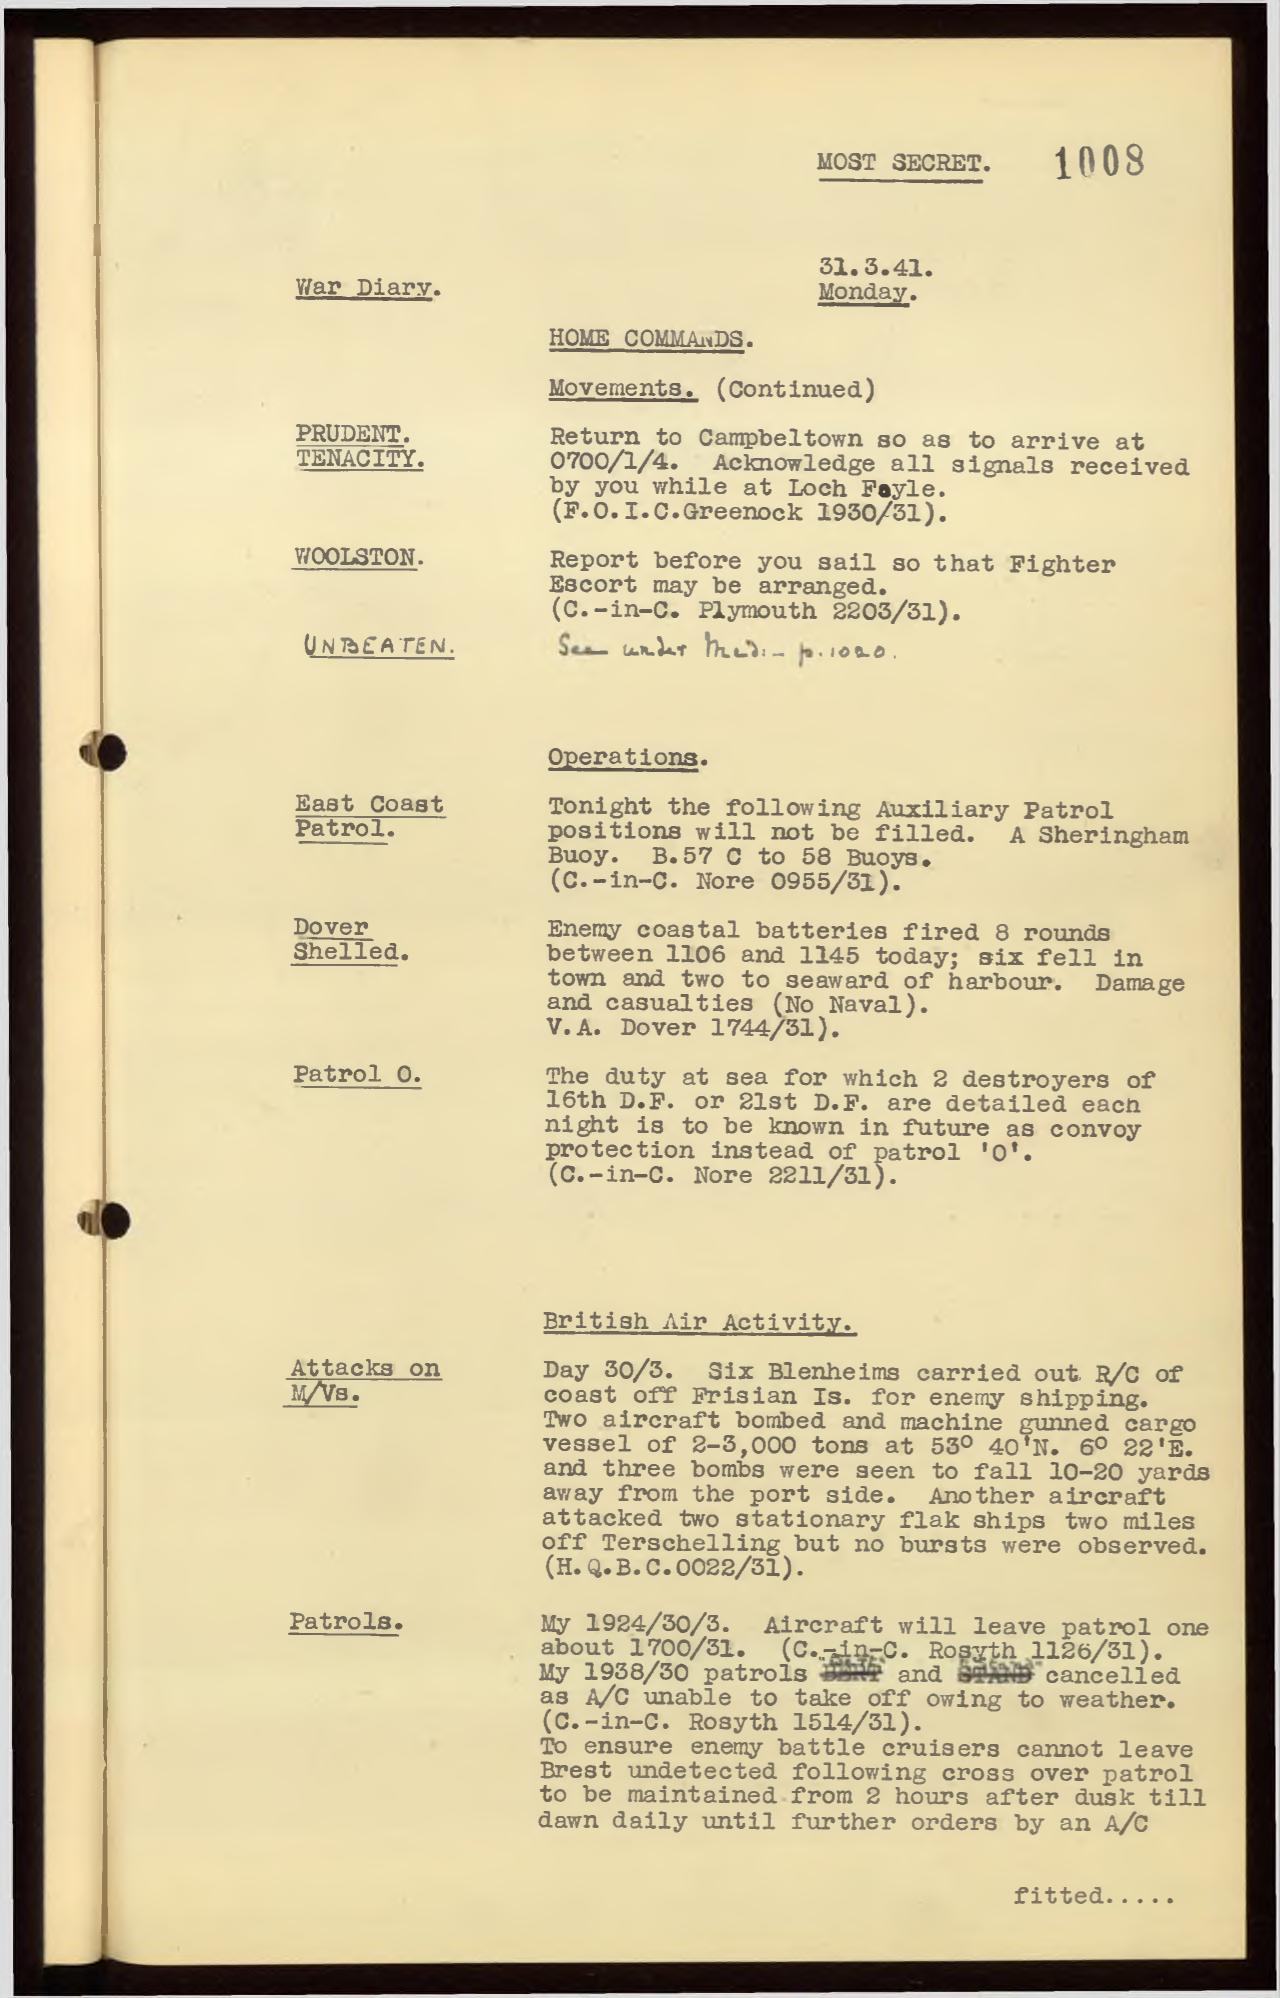 MOST SECRET. 1008
31.3.41.
War Diary. Monday.
HOME COMMANDS.
Movements. (Continued)
PRUDENT. Return to Campbeltown so as to arrive at
TENACITY. 0700/1/4. Acknowledge all signals received
by you while at Loch Foyle.
(F.O.I.C.Greenock 1930/31).
WOOLSTON. Report before you sail so that Fighter
Escort may be arranged.
(C.-in-C. Plymouth 2203/31).
UNBEATEN. See under Med:- p.1020.
Operations.
East Coast Tonight the following Auxiliary Patrol
Patrol. positions will not be filled. A Sheringham
Buoy. B.57 C to 58 Buoys.
(C.-in-C. Nore 0955/31).
Dover Enemy coastal batteries fired 8 rounds
Shelled. between 1106 and 1145 today; six fell in
town and two to seaward of harbour. Damage
and casualties (No Naval).
V.A. Dover 1744/31).
Patrol O. The duty at sea for which 2 destroyers of
16th D.F. or 21st D.F. are detailed each
night is to be known in future as convoy
protection instead of patrol 'O'.
(C.-in-C. Nore 2211/31).
British Air Activity.
Attacks on Day 30/3. Six Blenheims carried out R/C of
M/Vs. coast off Frisian Is. for enemy shipping.
Two aircraft bombed and machine gunned cargo
vessel of 2-3,000 tons at 53° 40'N. 6° 22'E.
and three bombs were seen to fall 10-20 yards
away from the port side. Another aircraft
attacked two stationary flak ships two miles
off Terschelling but no bursts were observed.
(H.Q.B.C.0022/31).
Patrols. My 1924/30/3. Aircraft will leave patrol one
about 1700/31. (C.-in-C. Rosyth 1126/31).
My 1938/30 patrols and cancelled
as A/C unable to take off owing to weather.
(C.-in-C. Rosyth 1514/31).
To ensure enemy battle cruisers cannot leave
Brest undetected following cross over patrol
to be maintained from 2 hours after dusk till
dawn daily until further orders by an A/C
fitted.....